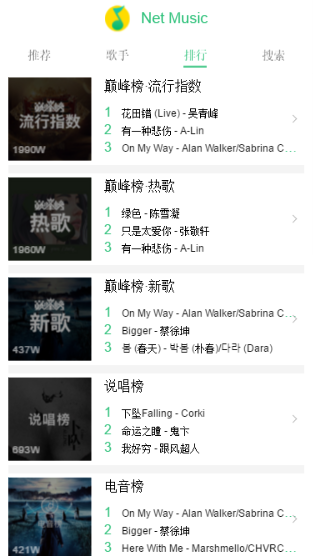 Net Music
推荐 歌手 排行 搜索
巅峰榜·流行指数
1 花田错 (Live) - 吴青峰
2 有一种悲伤 - A-Lin
3 On My Way - Alan Walker/Sabrina C...
巅峰榜
流行指数
1990W
巅峰榜·热歌
1 绿色 - 陈雪凝
2 只是太爱你 - 张敬轩
3 有一种悲伤 - A-Lin
巅峰榜
热歌
1960W
巅峰榜·新歌
1 On My Way - Alan Walker/Sabrina C...
2 Bigger - 蔡徐坤
3 봄 (春天) - 박봄 (朴春)/다라 (Dara)
巅峰榜
新歌
437W
说唱榜
1 下坠Falling - Corki
2 命运之瞳 - 鬼卞
3 我好穷 - 跟风超人
说唱榜
693W
电音榜
1 On My Way - Alan Walker/Sabrina C...
2 Bigger - 蔡徐坤
3 Here With Me - Marshmello/CHVRC...
421W